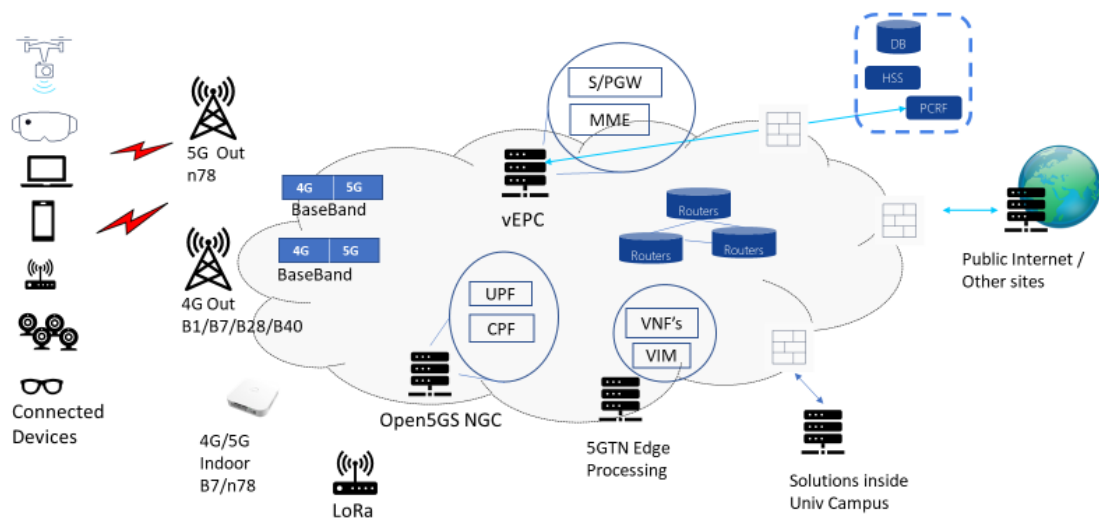 DB
HSS
PCRF
S/PGW
MME
5G Out
n78
4G 5G
BaseBand
vEPC
Routers
Routers
Routers
4G 5G
BaseBand
Public Internet /
Other sites
4G Out
B1/B7/B28/B40
UPF
CPF
VNF's
VIM
Connected
Devices
Open5GS NGC
4G/5G
Indoor
B7/n78
LoRa
5GTN Edge
Processing
Solutions inside
Univ Campus